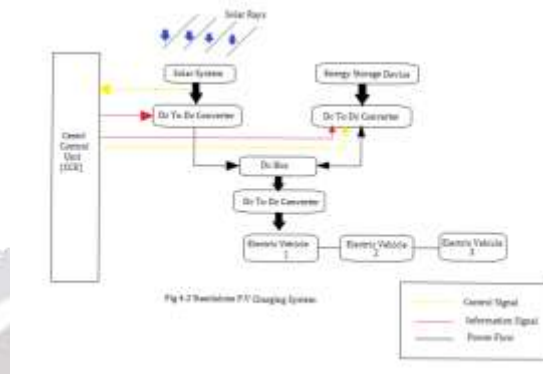 Solar Rays
Solar System
Energy Storage Device
Dc To Dc Converter
Dc To Dc Converter
Control
Unit
Dc Bus
Dc To Dc Converter
Electric Vehicle
1
Electric Vehicle
2
Electric Vehicle
3
Fig 4.2 Standalone P.V Charging System
Control Signal
Information Signal
Power Flow